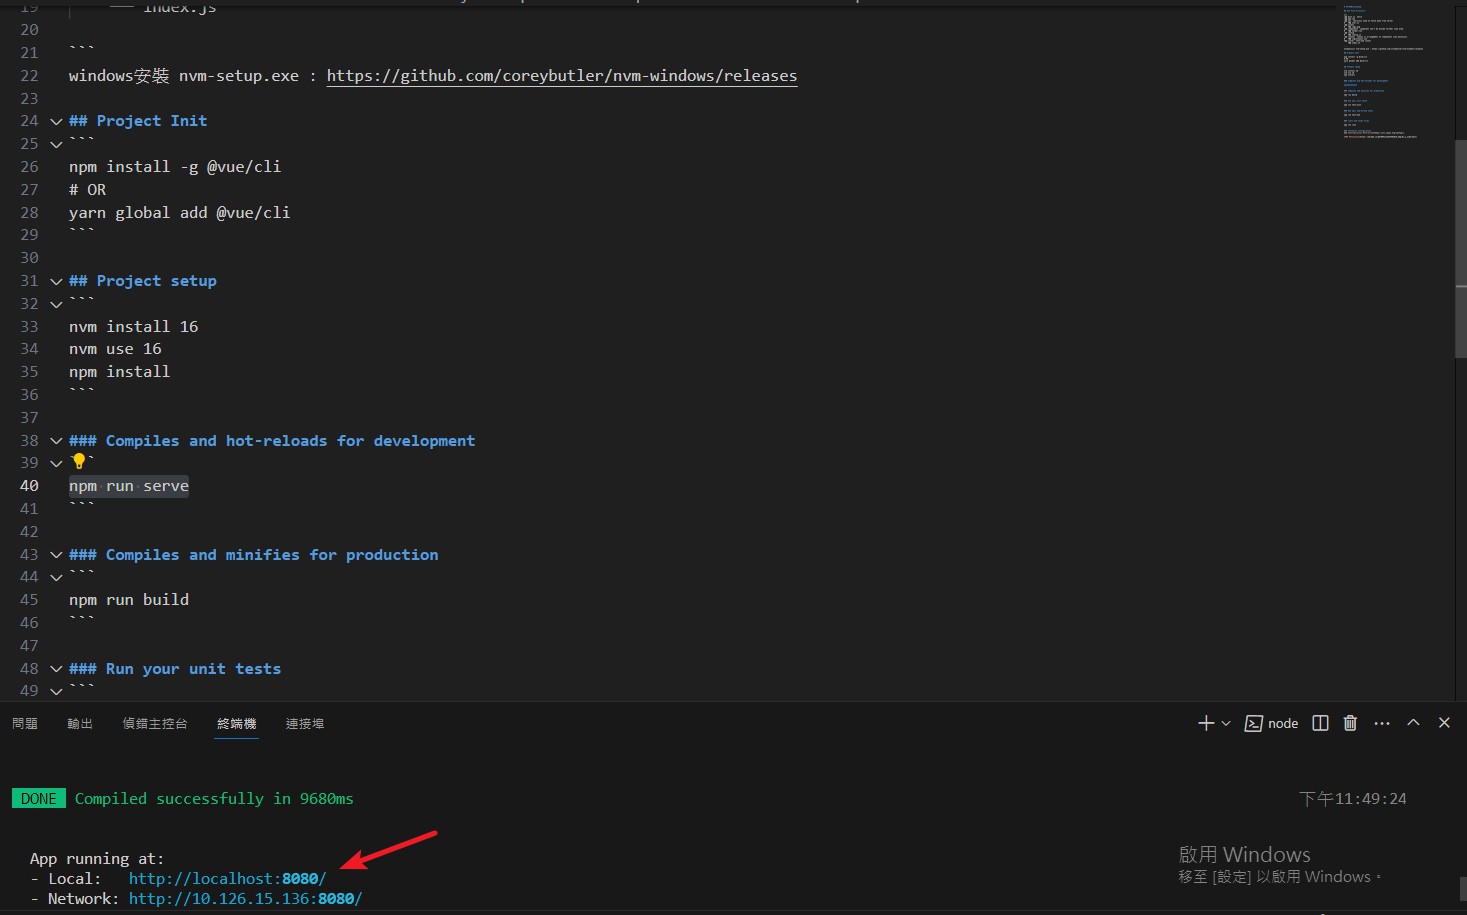 19 index.js
20
21 ```
22 windows安裝 nvm-setup.exe : https://github.com/coreybutler/nvm-windows/releases
23
24 ## Project Init
25 ```
26 npm install -g @vue/cli
27 # OR
28 yarn global add @vue/cli
29 ```
30
31 ## Project setup
32 ```
33 nvm install 16
34 nvm use 16
35 npm install
36 ```
37
38 ### Compiles and hot-reloads for development
39 ```
40 npm run serve
41 ```
42
43 ### Compiles and minifies for production
44 ```
45 npm run build
46 ```
47
48 ### Run your unit tests
49 ```
問題 輸出 偵錯主控台 終端機 連接埠 node
DONE Compiled successfully in 9680ms 下午11:49:24
App running at:
- Local: http://localhost:8080/
- Network: http://10.126.15.136:8080/
啟用 Windows
移至 [設定] 以啟用 Windows。